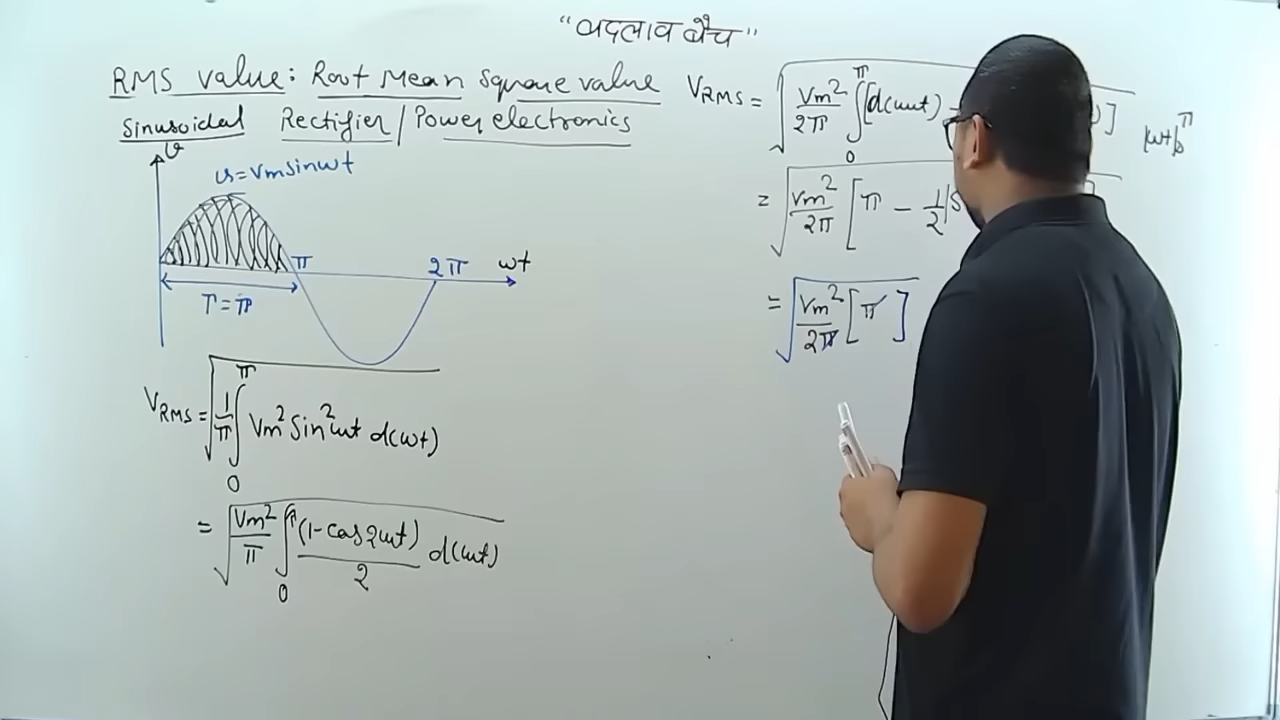 “बदलाव बैच”
RMS value: Root Mean Square value
Sinusoidal Rectifier / Power electronics
v
v=Vm sinωt
π
2π
ωt
T=π
VRMS = √ 1/π ∫₀^π Vm² Sin²ωt d(ωt)
= √ Vm²/π ∫₀^π (1-cos2ωt)/2 d(ωt)
VRMS = √ Vm²/2π ∫₀^π [d(ωt) - ]
|ωt|₀^π
= √ Vm²/2π [π - 1/2 |S ]
= √ Vm²/2π [π]